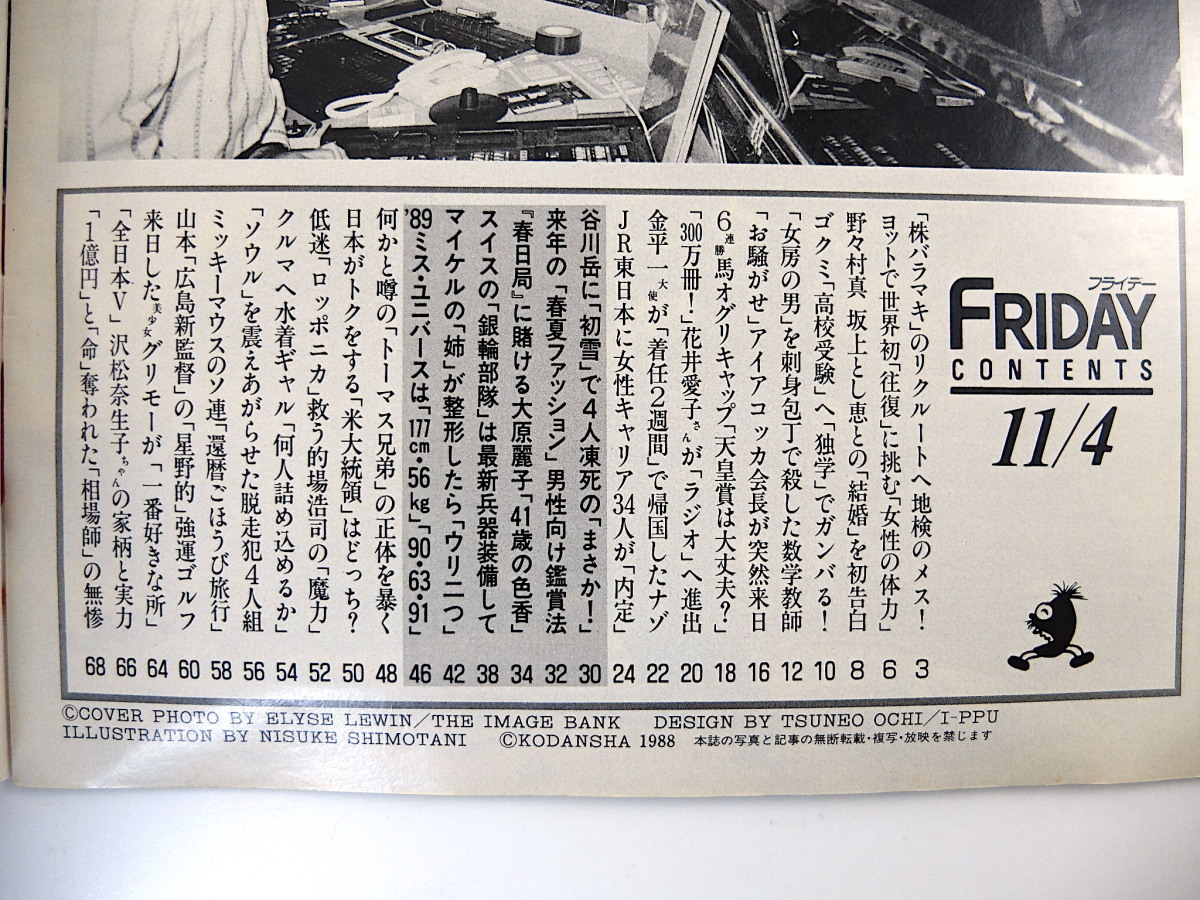 フライデー
FRIDAY
CONTENTS
11/4
「株バラマキ」のリクルートへ地検のメス! 3
ヨットで世界初「往復」に挑む「女性の体力」 6
野々村真 坂上とし恵との「結婚」を初告白 8
ゴクミ「高校受験」へ「独学」でガンバる! 10
「女房の男」を刺身包丁で殺した数学教師 12
「お騒がせ」アイアコッカ会長が突然来日 16
6連勝馬オグリキャップ「天皇賞は大丈夫?」 18
「300万冊!」花井愛子さんが「ラジオ」へ進出 20
金平一大使が「着任2週間」で帰国したナゾ 22
JR東日本に女性キャリア34人が「内定」 24
谷川岳に「初雪」で4人凍死の「まさか!」 30
来年の「春夏ファッション」男性向け鑑賞法 32
『春日局』に賭ける大原麗子「41歳の色香」 34
スイスの「銀輪部隊」は最新兵器装備して 38
マイケルの「姉」が整形したら「ウリ二つ」 42
'89ミス・ユニバースは「177cm・56kg」「90・63・91」 46
何かと噂の「トーマス兄弟」の正体を暴く 48
日本がトクをする「米大統領」はどっち? 50
低迷「ロッポニカ」救う的場浩司の「魔力」 52
クルマへ水着ギャル「何人詰め込めるか」 54
「ソウル」を震えあがらせた脱走犯4人組 56
ミッキーマウスのソ連「還暦ごほうび旅行」 58
山本「広島新監督」の「星野的」強運ゴルフ 60
来日した美少女グリモーが「一番好きな所」 64
「全日本V」沢松奈生子ちゃんの家柄と実力 66
「1億円」と「命」奪われた「相場師」の無惨 68
©COVER PHOTO BY ELYSE LEWIN/THE IMAGE BANK DESIGN BY TSUNEO OCHI/I-PPU
ILLUSTRATION BY NISUKE SHIMOTANI ©KODANSHA 1988 本誌の写真と記事の無断転載・複写・放映を禁じます